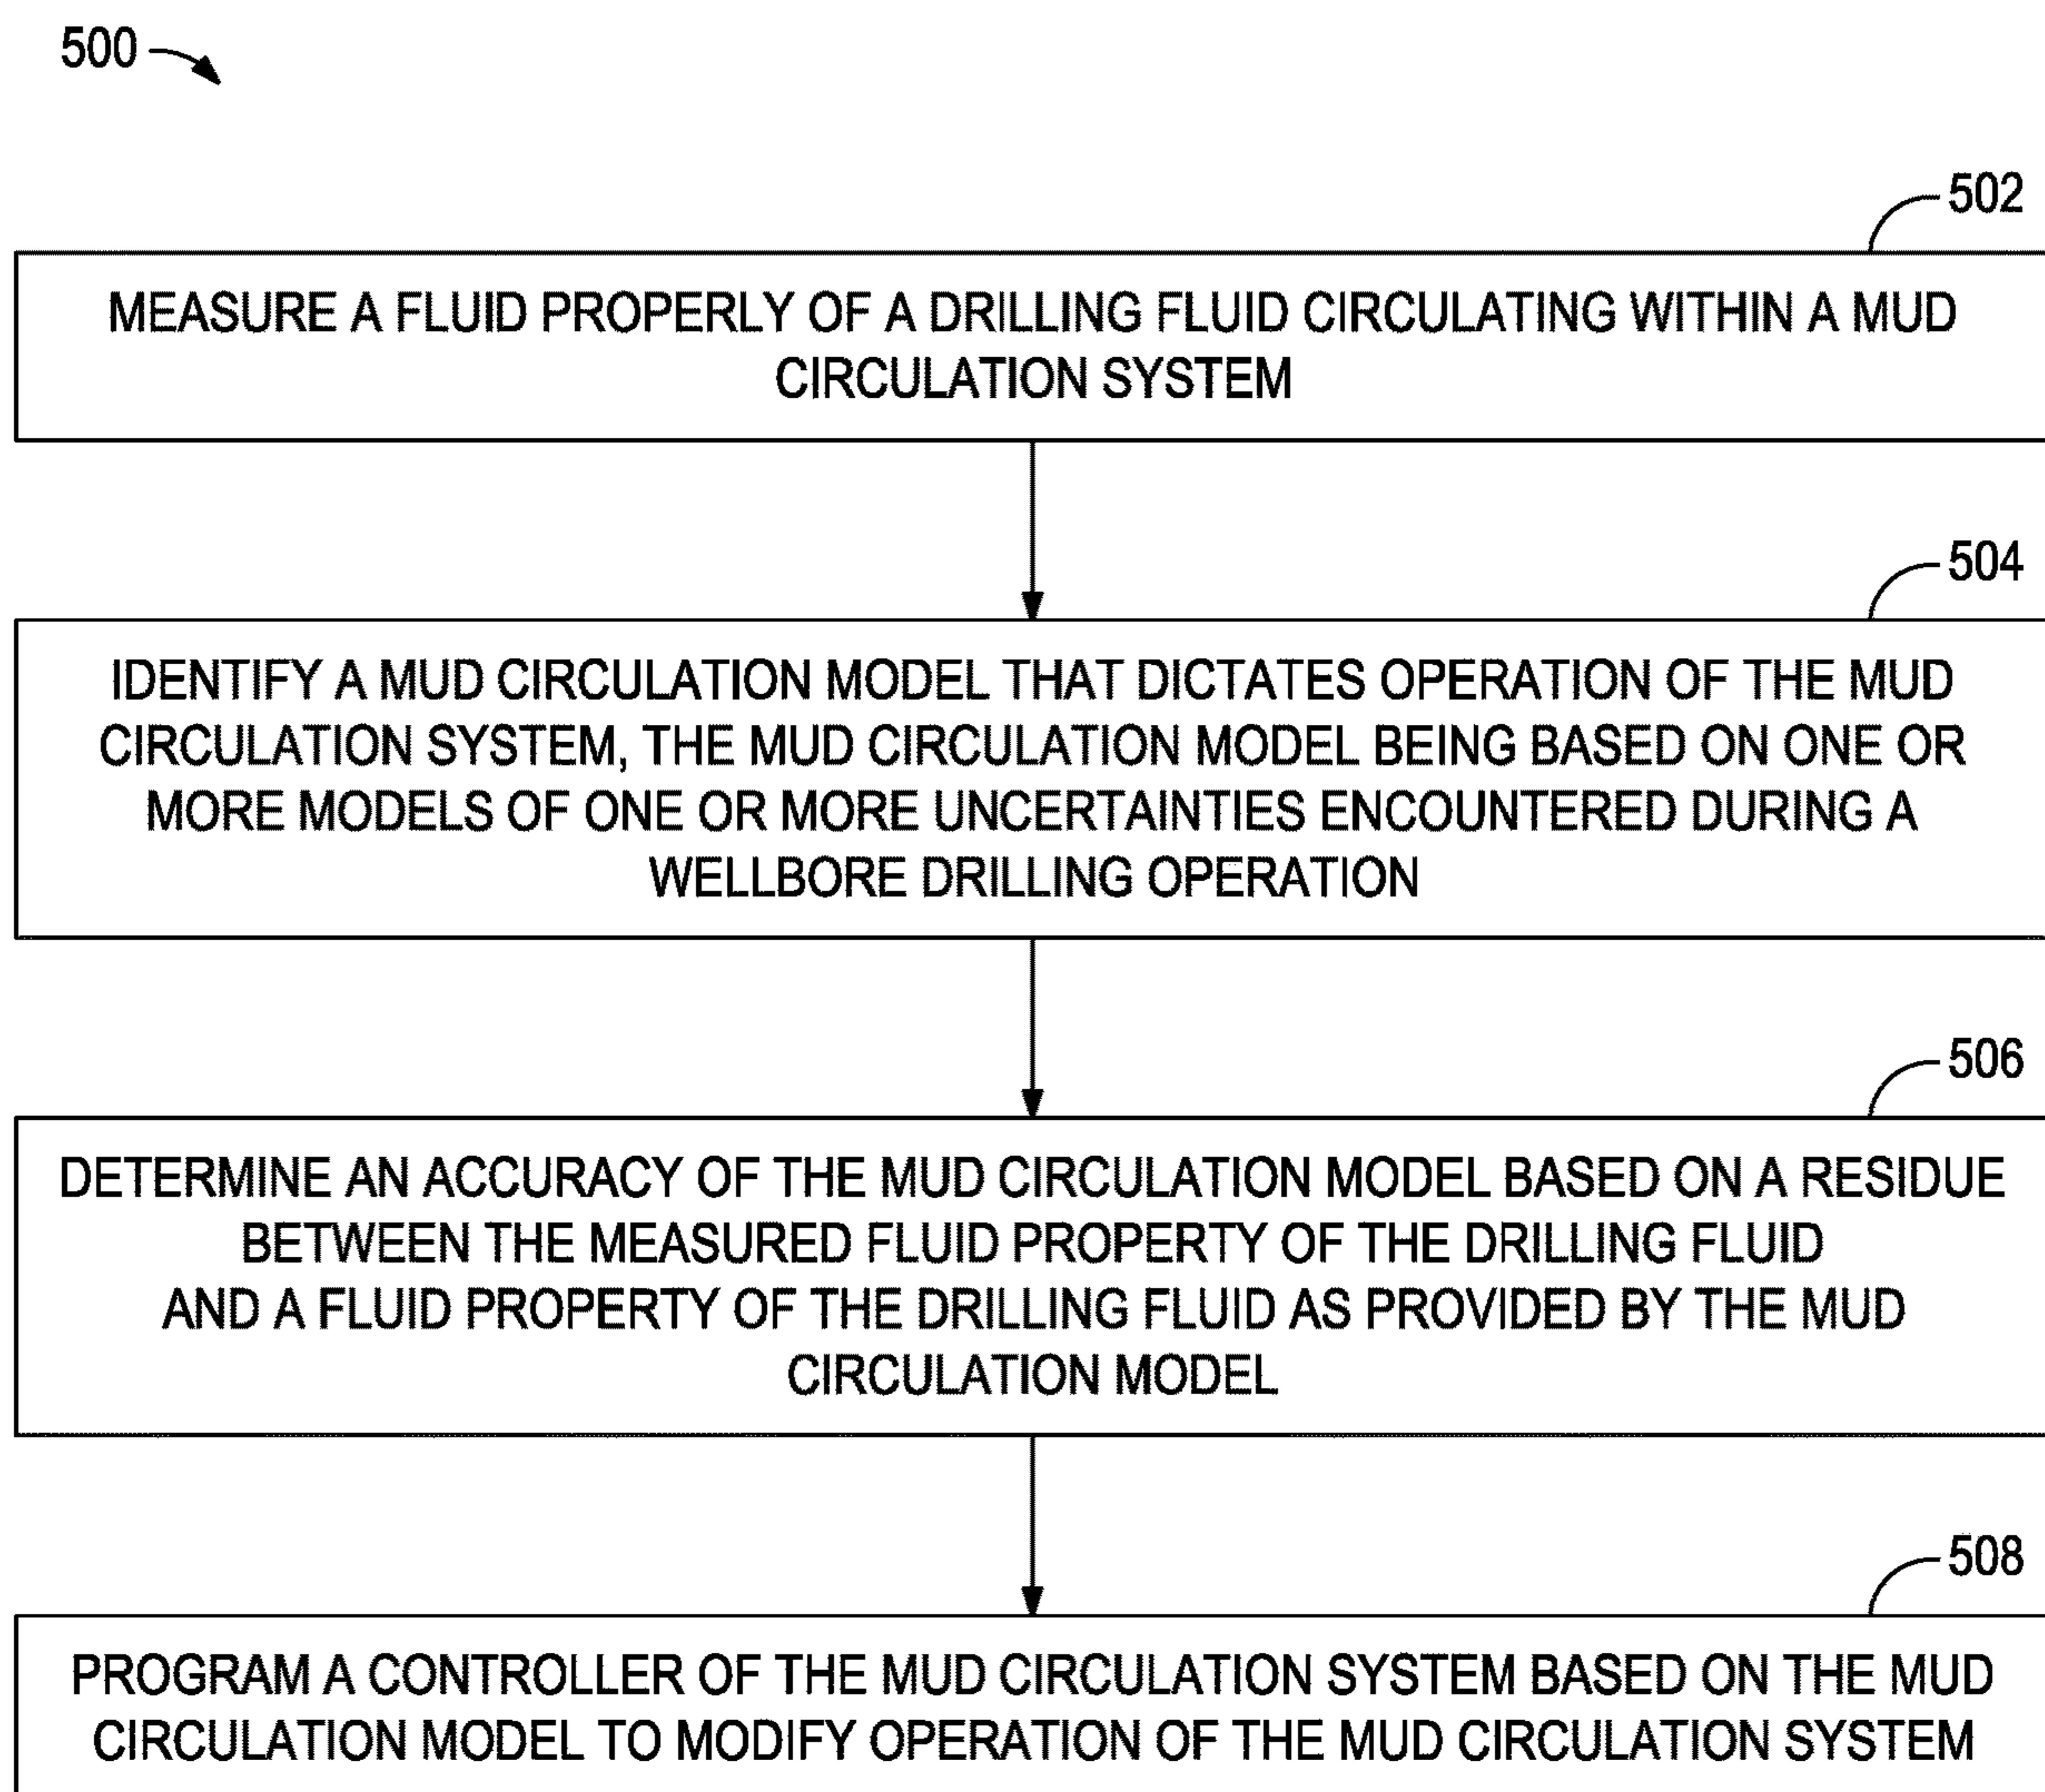 500
502
MEASURE A FLUID PROPERLY OF A DRILLING FLUID CIRCULATING WITHIN A MUD
CIRCULATION SYSTEM
504
IDENTIFY A MUD CIRCULATION MODEL THAT DICTATES OPERATION OF THE MUD
CIRCULATION SYSTEM, THE MUD CIRCULATION MODEL BEING BASED ON ONE OR
MORE MODELS OF ONE OR MORE UNCERTAINTIES ENCOUNTERED DURING A
WELLBORE DRILLING OPERATION
506
DETERMINE AN ACCURACY OF THE MUD CIRCULATION MODEL BASED ON A RESIDUE
BETWEEN THE MEASURED FLUID PROPERTY OF THE DRILLING FLUID
AND A FLUID PROPERTY OF THE DRILLING FLUID AS PROVIDED BY THE MUD
CIRCULATION MODEL
508
PROGRAM A CONTROLLER OF THE MUD CIRCULATION SYSTEM BASED ON THE MUD
CIRCULATION MODEL TO MODIFY OPERATION OF THE MUD CIRCULATION SYSTEM